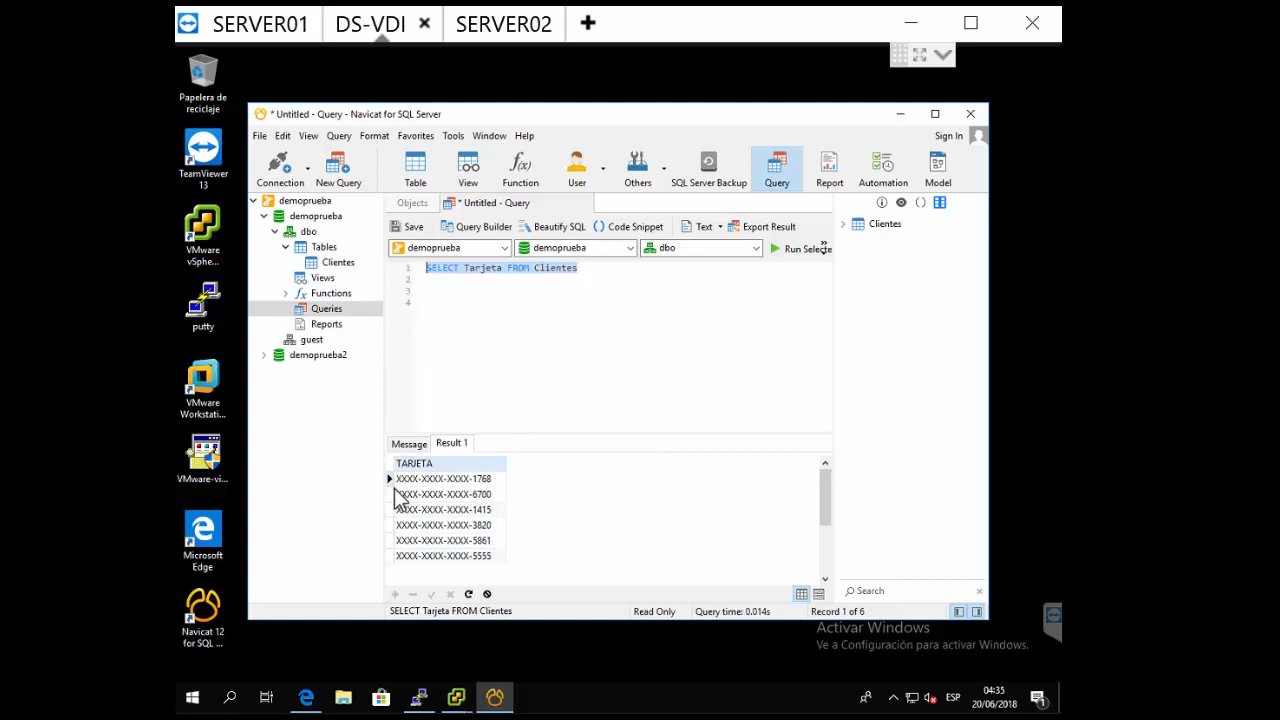 SERVER01
DS-VDI
SERVER02
Papelera de
reciclaje
TeamViewer
13
VMware
vSphe...
putty
VMware
Workstati...
VMware-vi...
Microsoft
Edge
Navicat 12
for SQL ...
* Untitled - Query - Navicat for SQL Server
File Edit View Query Format Favorites Tools Window Help
Sign In
Connection New Query Table View Function User Others SQL Server Backup Query Report Automation Model
demoprueba
demoprueba
dbo
Tables
Clientes
Views
Functions
Queries
Reports
guest
demoprueba2
Objects * Untitled - Query
Save Query Builder Beautify SQL Code Snippet Text Export Result
demoprueba demoprueba dbo Run Selecte
1 SELECT Tarjeta FROM Clientes
2
3
4
Clientes
Message Result 1
TARJETA
XXXX-XXXX-XXXX-1768
XXXX-XXXX-XXXX-6700
XXXX-XXXX-XXXX-1415
XXXX-XXXX-XXXX-3820
XXXX-XXXX-XXXX-5861
XXXX-XXXX-XXXX-5555
Search
SELECT Tarjeta FROM Clientes Read Only Query time: 0.014s Record 1 of 6
Activar Windows
Ve a Configuración para activar Windows.
ESP
04:35
20/06/2018
1